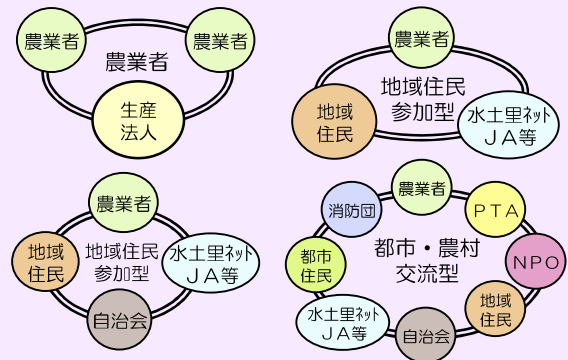 農業者
農業者
農業者
生産
法人
農業者
地域住民
参加型
地域
住民
水土里ネット
ＪＡ等
農業者
地域
住民
地域住民
参加型
水土里ネット
ＪＡ等
自治会
農業者
消防団
ＰＴＡ
都市
住民
都市・農村
交流型
ＮＰＯ
水土里ネット
ＪＡ等
地域
住民
自治会